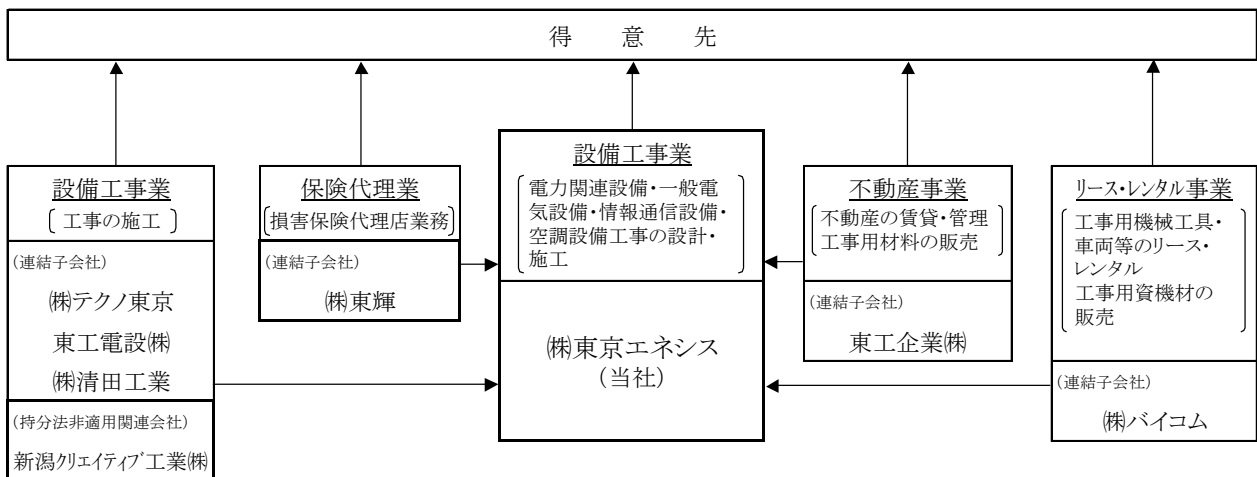 得 意 先
設備工事業
工事の施工
(連結子会社)
㈱テクノ東京
東工電設㈱
㈱清田工業
(持分法非適用関連会社)
新潟ｸﾘｴｲﾃｨﾌﾞ工業㈱
保険代理業
損害保険代理店業務
(連結子会社)
㈱東輝
設備工事業
電力関連設備・一般電
気設備・情報通信設備・
空調設備工事の設計・
施工
㈱東京エネシス
(当社)
不動産事業
不動産の賃貸・管理
工事用材料の販売
(連結子会社)
東工企業㈱
ﾘｰｽ・ﾚﾝﾀﾙ事業
工事用機械工具・
車両等のリース・
レンタル
工事用資機材の
販売
(連結子会社)
㈱バイコム